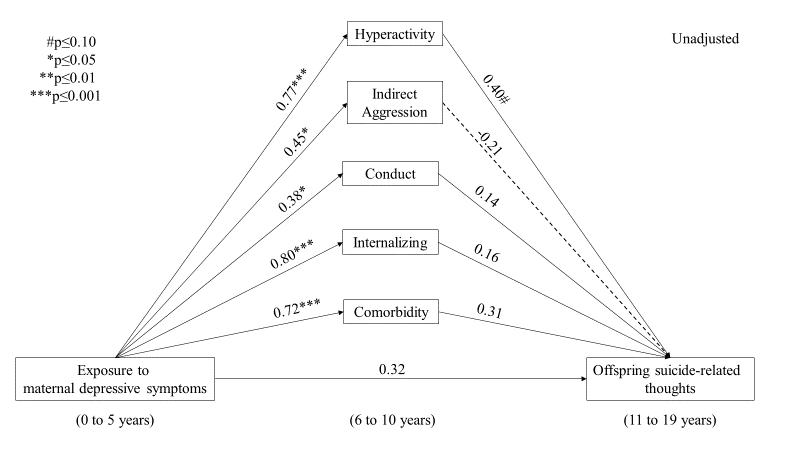 #p≤0.10
*p≤0.05
**p≤0.01
***p≤0.001
Unadjusted
Hyperactivity
Indirect
Aggression
Conduct
Internalizing
Comorbidity
0.77***
0.45*
0.38*
0.80***
0.72***
0.40#
-0.21
0.14
0.16
0.31
0.32
Exposure to
maternal depressive symptoms
Offspring suicide-related
thoughts
(0 to 5 years)
(6 to 10 years)
(11 to 19 years)